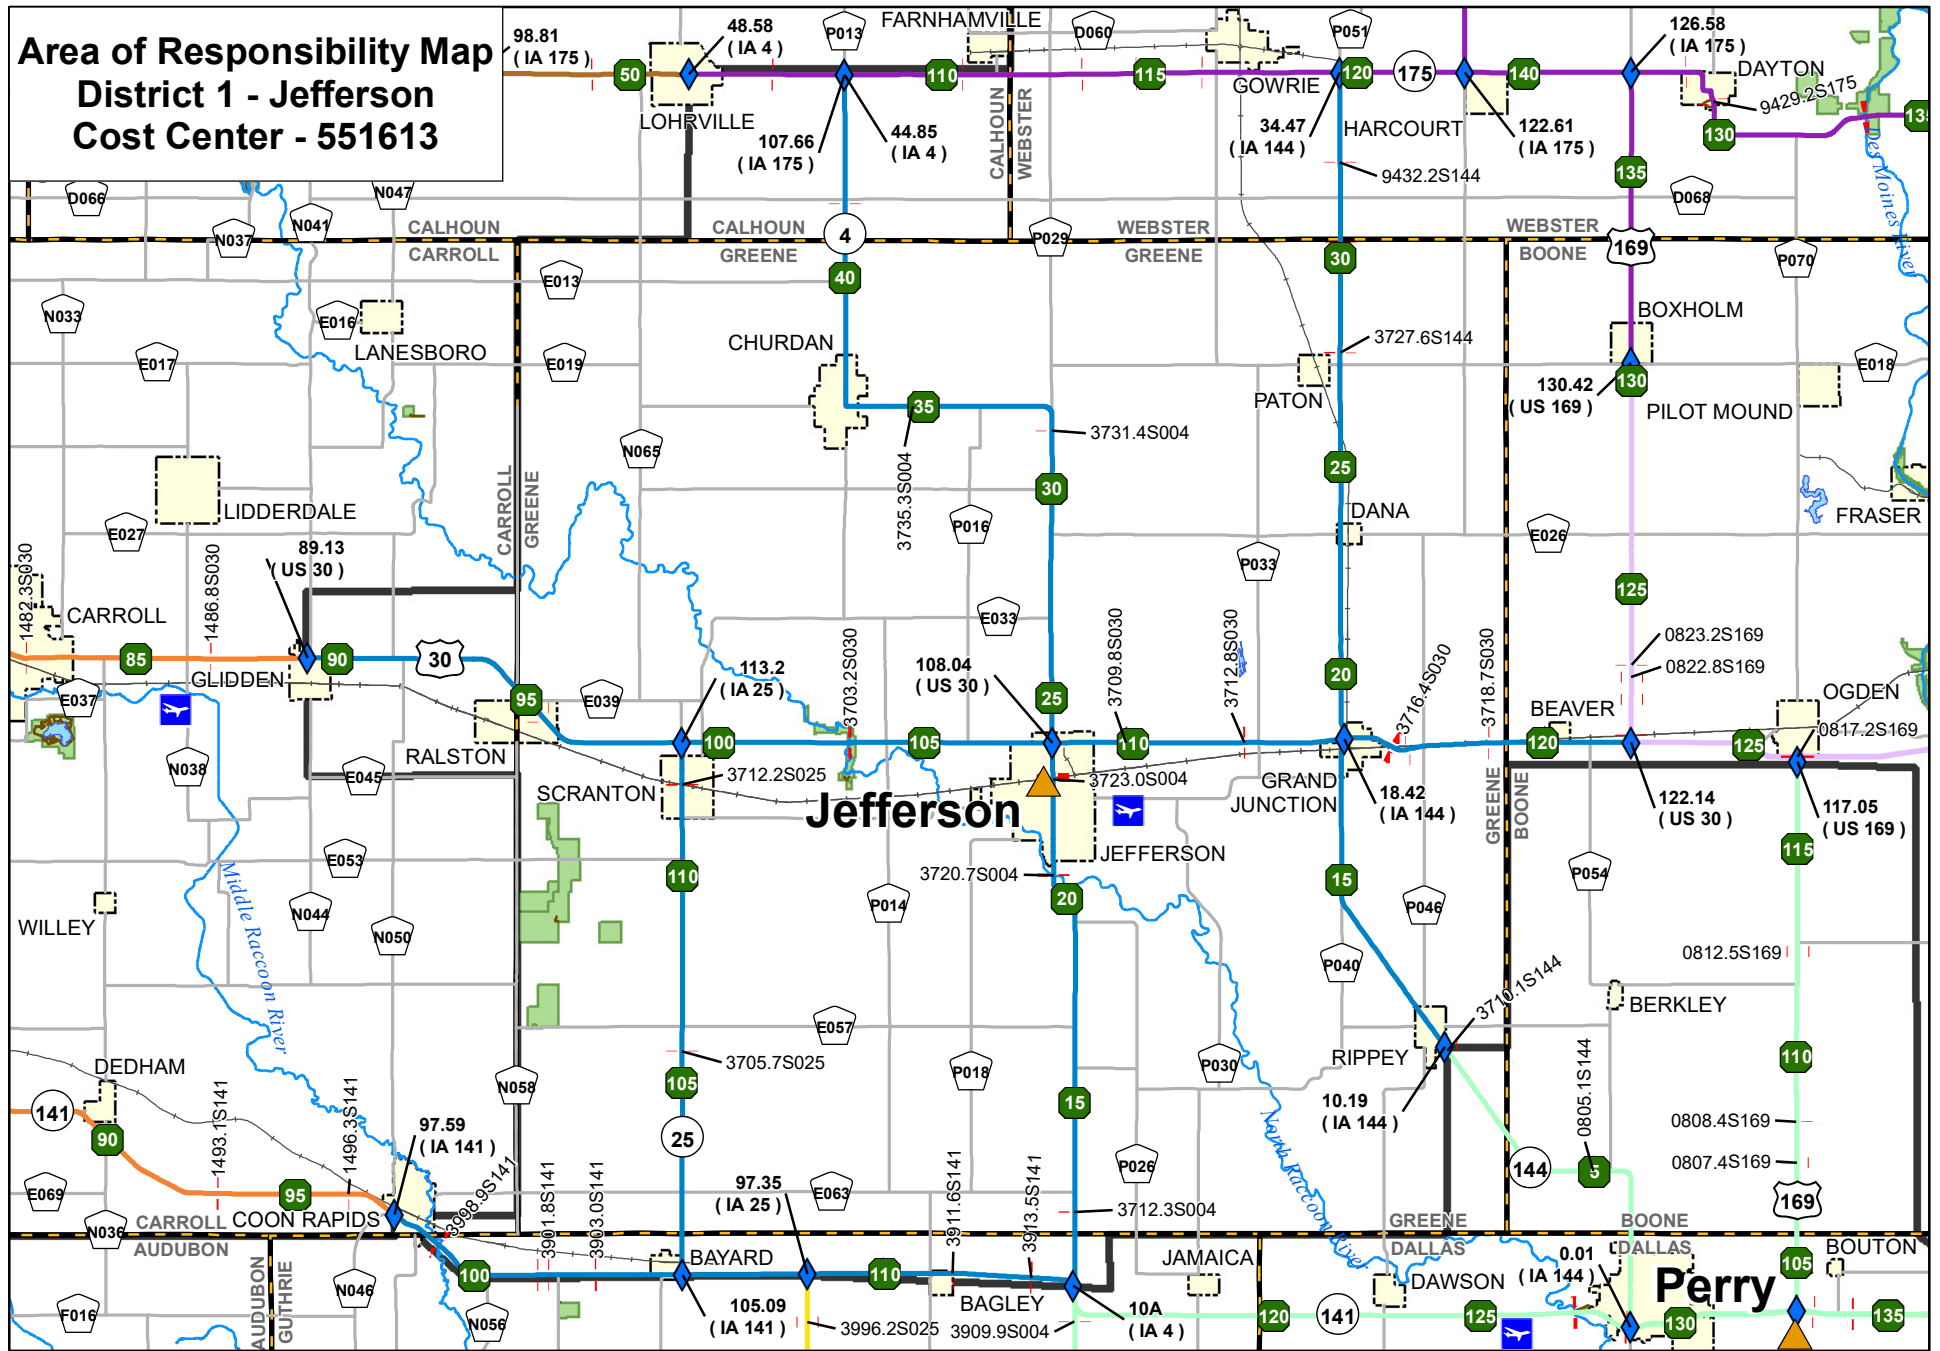 Area of Responsibility Map
District 1 - Jefferson
Cost Center - 551613
98.81
( IA 175 )
50
48.58
( IA 4 )
LOHRVILLE
P013
FARNHAMVILLE
D060
P051
126.58
( IA 175 )
DAYTON
9429.2S175
110
115
GOWRIE
120
175
140
HARCOURT
122.61
( IA 175 )
130
135
Des Moines River
107.66
( IA 175 )
44.85
( IA 4 )
CALHOUN
WEBSTER
34.47
( IA 144 )
9432.2S144
135
D066
N047
N037
N041
D068
CALHOUN
CARROLL
CALHOUN
GREENE
4
P029
WEBSTER
GREENE
WEBSTER
BOONE
169
P070
N033
E013
40
30
E016
LANESBORO
E017
E019
CHURDAN
3727.6S144
PATON
BOXHOLM
130.42
( US 169 )
130
PILOT MOUND
E018
35
3731.4S004
3735.3S004
N065
CARROLL
GREENE
30
25
LIDDERDALE
E027
P016
DANA
E026
FRASER
P033
125
89.13
( US 30 )
1482.3S030
1486.8S030
CARROLL
85
90
30
GLIDDEN
E037
N038
E033
113.2
( IA 25 )
3703.2S030
108.04
( US 30 )
25
3709.8S030
3712.8S030
20
3716.4S030
3718.7S030
0823.2S169
0822.8S169
95
E039
RALSTON
100
105
110
BEAVER
120
125
OGDEN
0817.2S169
E045
SCRANTON
3712.2S025
Jefferson
3723.0S004
JEFFERSON
GRAND
JUNCTION
18.42
( IA 144 )
GREENE
BOONE
122.14
( US 30 )
117.05
( US 169 )
115
E053
110
3720.7S004
20
15
P054
WILLEY
N044
N050
P014
P046
Middle Raccoon River
P040
0812.5S169
3710.1S144
BERKLEY
E057
DEDHAM
3705.7S025
105
N058
P018
P030
RIPPEY
110
141
90
1493.1S141
1496.3S141
97.59
( IA 141 )
25
15
10.19
( IA 144 )
0805.1S144
0808.4S169
0807.4S169
144
5
169
P026
North Raccoon River
E069
95
N036
CARROLL
AUDUBON
COON RAPIDS
3998.9S141
3901.8S141
3903.0S141
97.35
( IA 25 )
E063
3911.6S141
3913.5S141
3712.3S004
GREENE
DALLAS
BOONE
DALLAS
BAYARD
JAMAICA
DAWSON
0.01
( IA 144 )
BOUTON
105
Perry
F016
AUDUBON
GUTHRIE
N046
100
N056
105.09
( IA 141 )
110
3996.2S025
BAGLEY
3909.9S004
10A
( IA 4 )
120
141
125
130
135